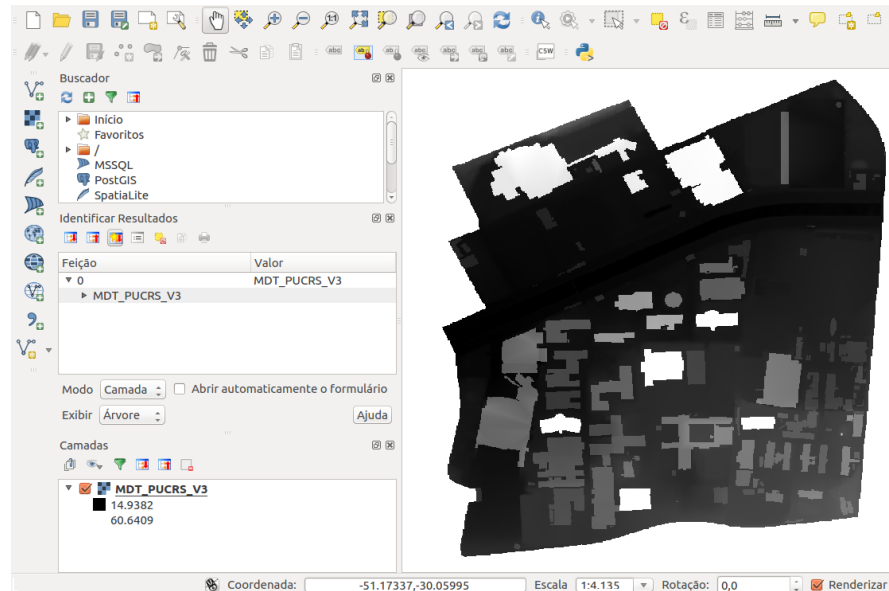 abc
ab
abc
abc
abc
abc
abc
CSW
Buscador
Início
Favoritos
/
MSSQL
PostGIS
SpatiaLite
Identificar Resultados
Feição Valor
0 MDT_PUCRS_V3
MDT_PUCRS_V3
Modo Camada Abrir automaticamente o formulário
Exibir Árvore Ajuda
Camadas
MDT_PUCRS_V3
14.9382
60.6409
Coordenada: -51.17337,-30.05995 Escala 1:4.135 Rotação: 0,0 Renderizar